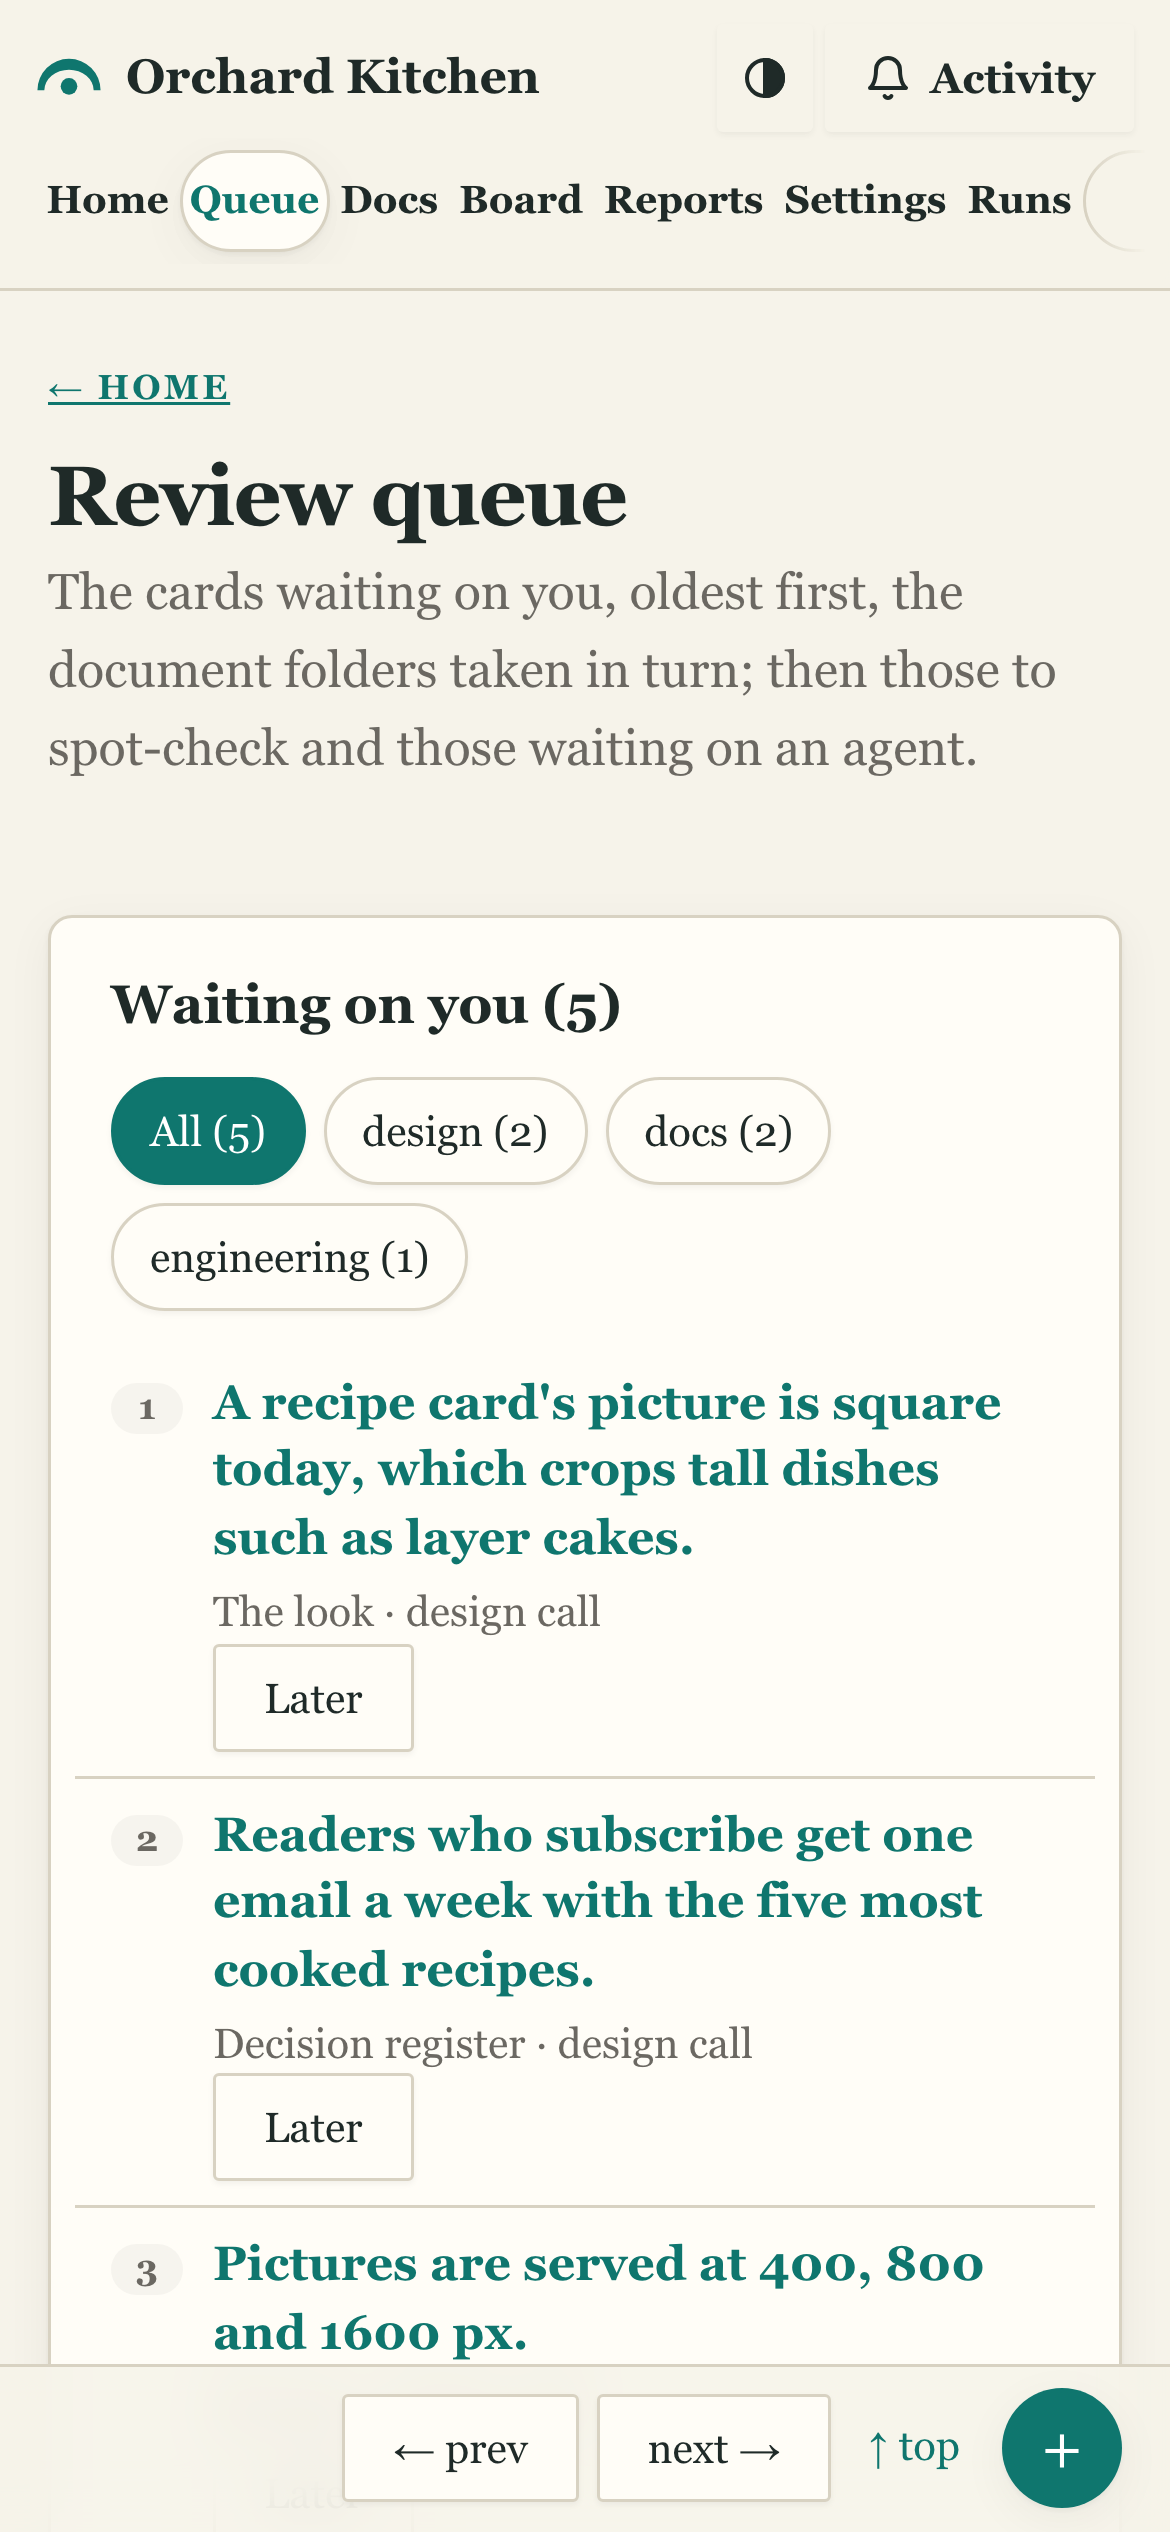 Orchard Kitchen
Activity
Home Queue Docs Board Reports Settings Runs
← HOME
Review queue
The cards waiting on you, oldest first, the
document folders taken in turn; then those to
spot-check and those waiting on an agent.
Waiting on you (5)
All (5) design (2) docs (2)
engineering (1)
1 A recipe card's picture is square
today, which crops tall dishes
such as layer cakes.
The look · design call
Later
2 Readers who subscribe get one
email a week with the five most
cooked recipes.
Decision register · design call
Later
3 Pictures are served at 400, 800
and 1600 px.
Later
← prev next → ↑ top +